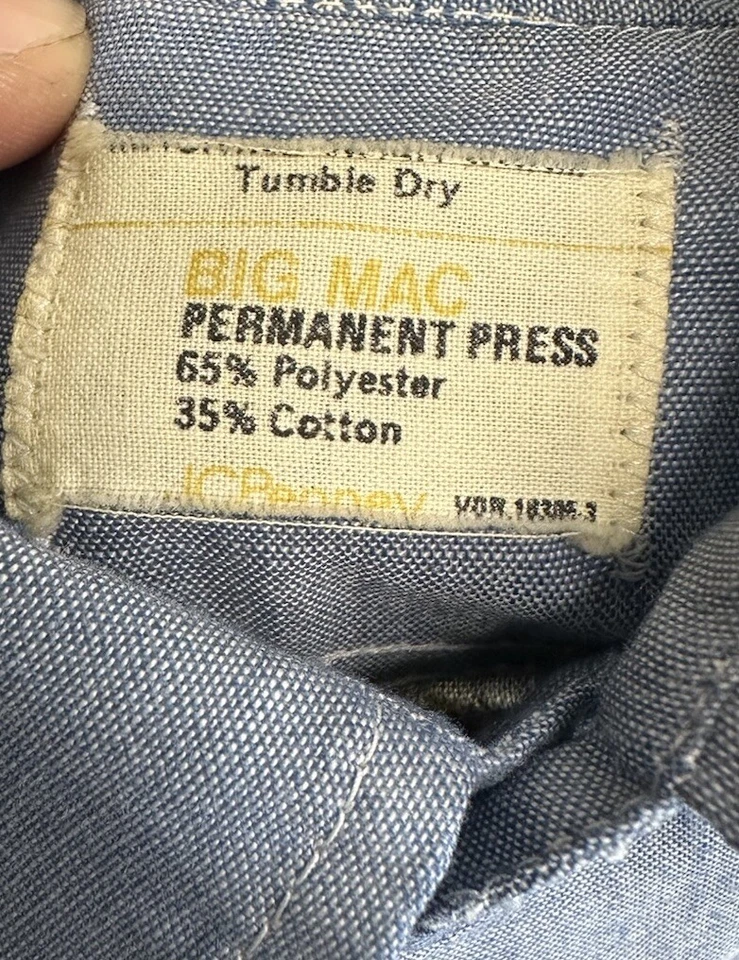 Tumble Dry
BIG MAC
PERMANENT PRESS
65% Polyester
35% Cotton
JCPenney